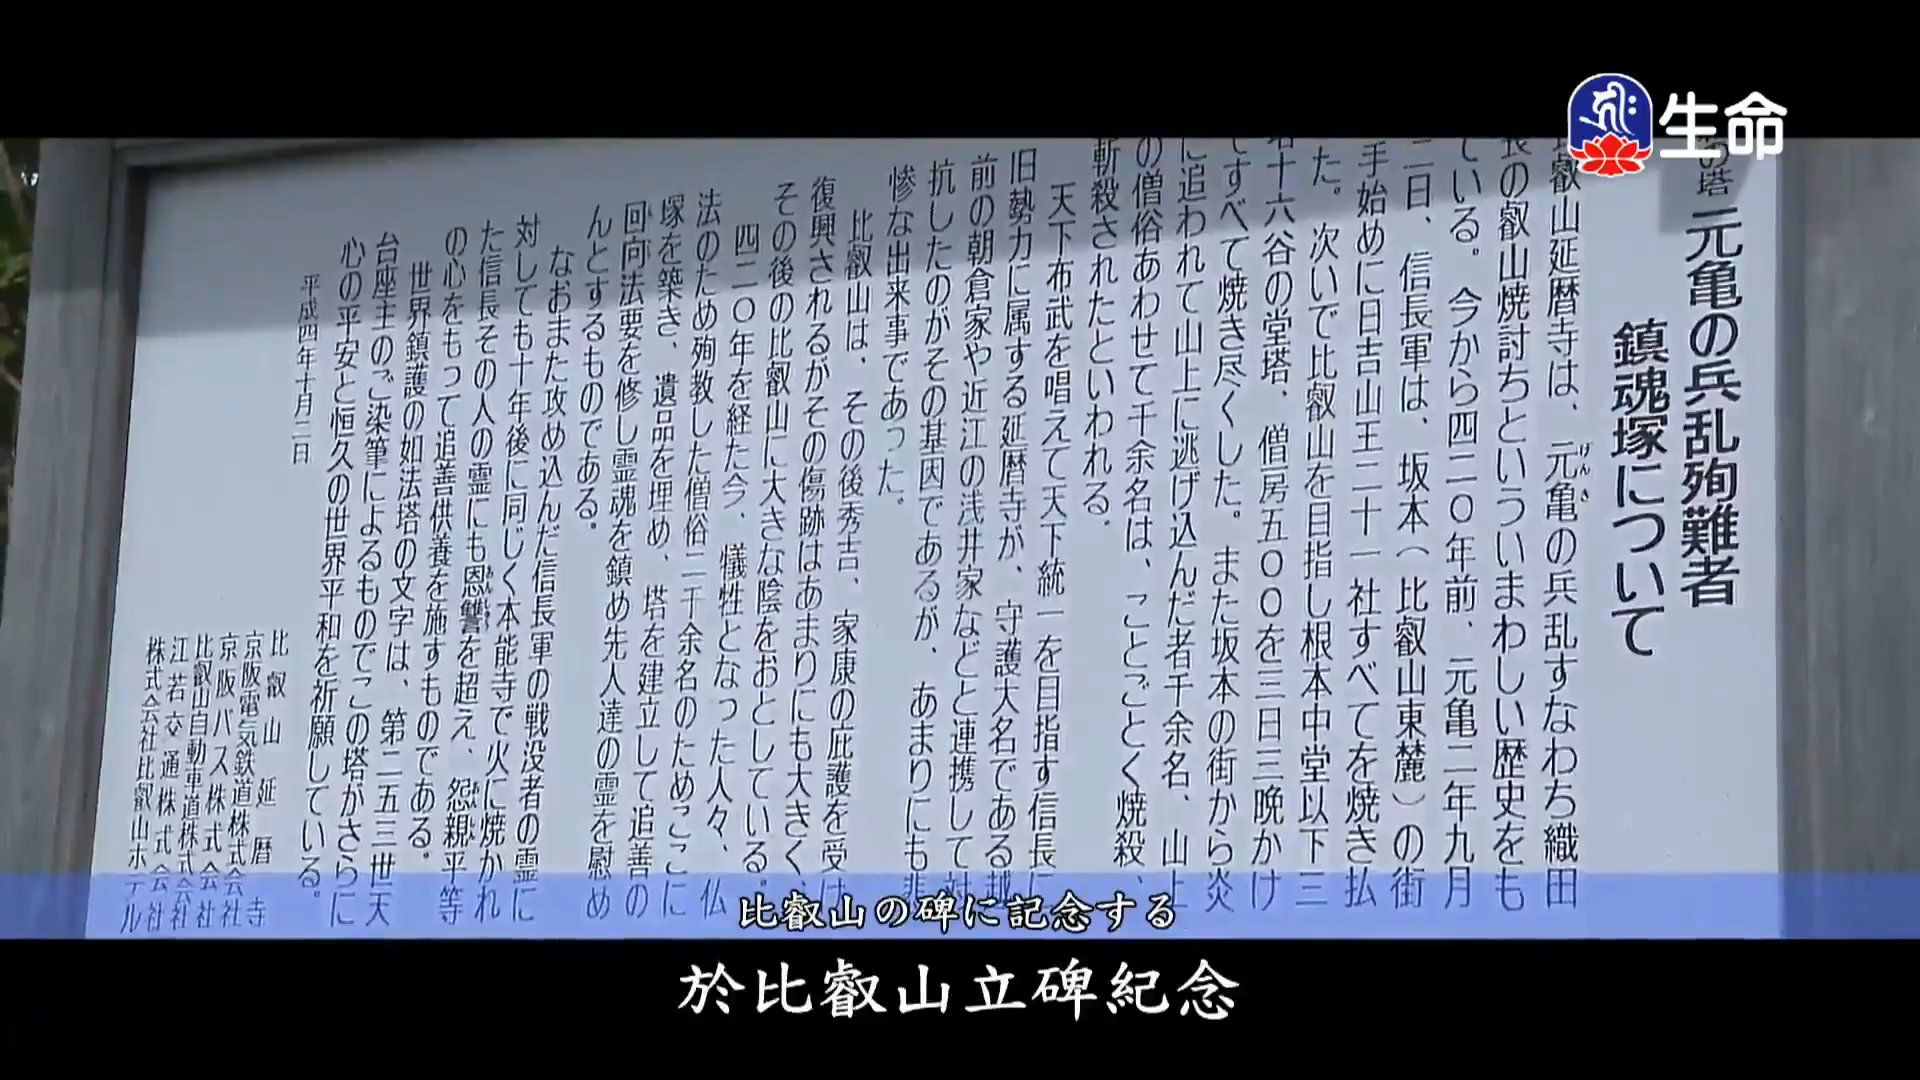 生命
の塔 元亀の兵乱殉難者
鎮魂塚について
叡山延暦寺は、元亀の兵乱すなわち織田
長の叡山焼討ちといういまわしい歴史をも
ている。今から四二〇年前、元亀二年九月
二日、信長軍は、坂本(比叡山東麓)の街
手始めに日吉山王二十一社すべてを焼き払
た。次いで比叡山を目指し根本中堂以下三
塔十六谷の堂塔、僧房五〇〇を三日三晩かけ
ですべて焼き尽くした。また坂本の街から炎
に追われて山上に逃げ込んだ者千余名、山上
の僧俗あわせて千余名は、ことごとく焼殺、
斬殺されたといわれる。
天下布武を唱えて天下統一を目指す信長に
旧勢力に属する延暦寺が、守護大名である越
前の朝倉家や近江の浅井家などと連携して対
抗したのがその基因であるが、あまりにも悲
惨な出来事であった。
比叡山は、その後秀吉、家康の庇護を受け
復興されるがその傷跡はあまりにも大きく、
その後の比叡山に大きな陰をおとしている。
四二〇年を経た今、犠牲となった人々、仏
法のため殉教した僧俗二千余名のためここに
塚を築き、遺品を埋め、塔を建立して追善の
回向法要を修し霊魂を鎮め先人達の霊を慰め
んとするものである。
なおまた攻め込んだ信長軍の戦没者の霊に
対しても十年後に同じく本能寺で火に焼かれ
た信長その人の霊にも恩讐を超え、怨親平等
の心をもって追善供養を施すものである。
世界鎮護の如法塔の文字は、第二五三世天
台座主のご染筆によるものでこの塔がさらに
心の平安と恒久の世界平和を祈願している。
平成四年十月二日
比叡山延暦寺
京阪電気鉄道株式会社
京阪バス株式会社
比叡山自動車道株式会社
江若交通株式会社
株式会社比叡山ホテル
比叡山の碑に記念する
於比叡山立碑紀念